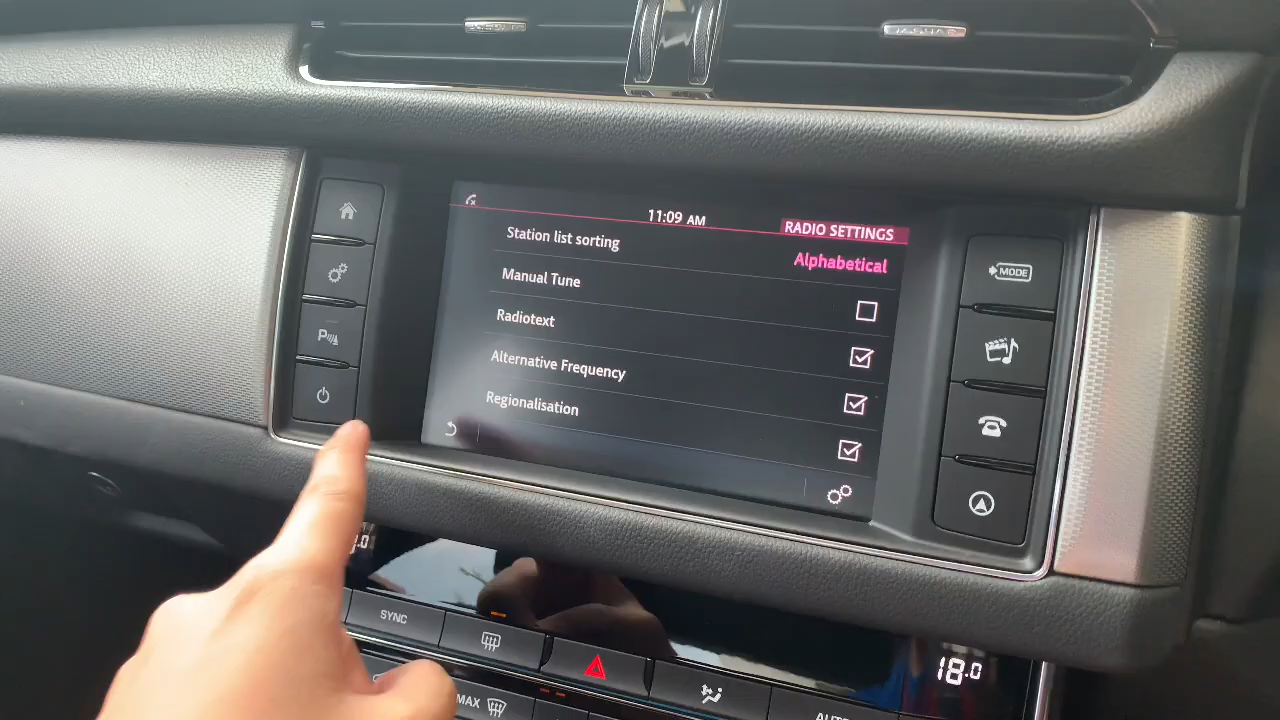 JAGUAR
11:09 AM
RADIO SETTINGS
Station list sorting
Alphabetical
Manual Tune
Radiotext
Alternative Frequency
Regionalisation
MODE
P
SYNC
18.0
MAX